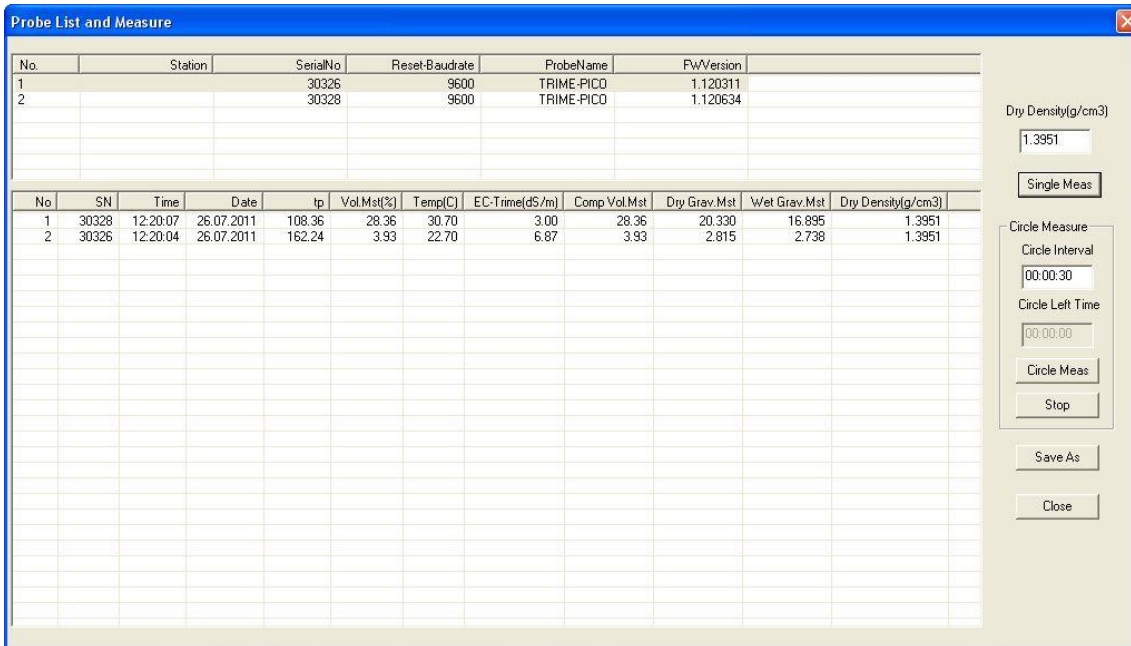 Probe List and Measure
No. Station SerialNo Reset-Baudrate ProbeName FWVersion
1 30326 9600 TRIME-PICO 1.120311
2 30328 9600 TRIME-PICO 1.120634
Dry Density(g/cm3)
1.3951
Single Meas
No SN Time Date tp Vol.Mst(%) Temp(C) EC-Trime(dS/m) Comp Vol.Mst Dry Grav.Mst Wet Grav.Mst Dry Density(g/cm3)
1 30328 12:20:07 26.07.2011 108.36 28.36 30.70 3.00 28.36 20.330 16.895 1.3951
2 30326 12:20:04 26.07.2011 162.24 3.93 22.70 6.87 3.93 2.815 2.738 1.3951
Circle Measure
Circle Interval
00:00:30
Circle Left Time
00:00:00
Circle Meas
Stop
Save As
Close